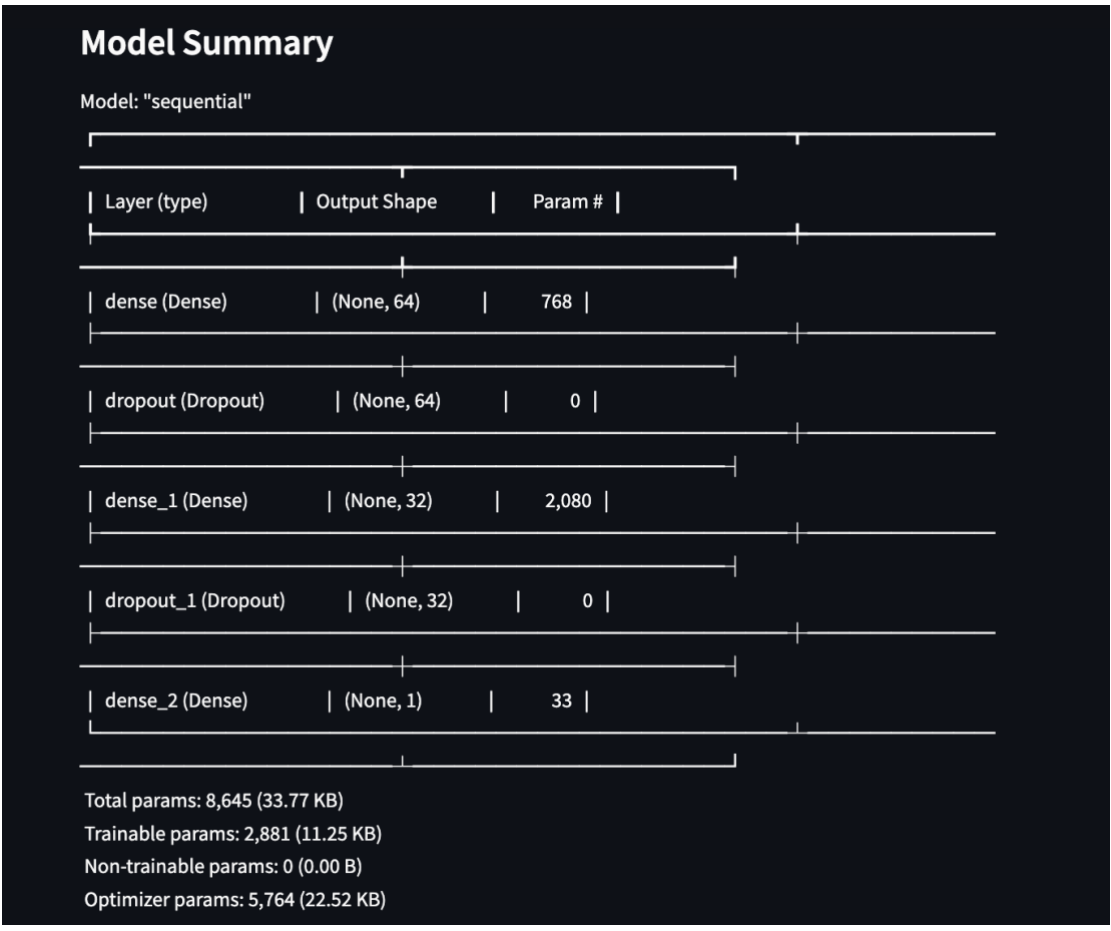 Model Summary
Model: "sequential"
│ Layer (type) │ Output Shape │ Param # │
│ dense (Dense) │ (None, 64) │ 768 │
│ dropout (Dropout) │ (None, 64) │ 0 │
│ dense_1 (Dense) │ (None, 32) │ 2,080 │
│ dropout_1 (Dropout) │ (None, 32) │ 0 │
│ dense_2 (Dense) │ (None, 1) │ 33 │
Total params: 8,645 (33.77 KB)
Trainable params: 2,881 (11.25 KB)
Non-trainable params: 0 (0.00 B)
Optimizer params: 5,764 (22.52 KB)